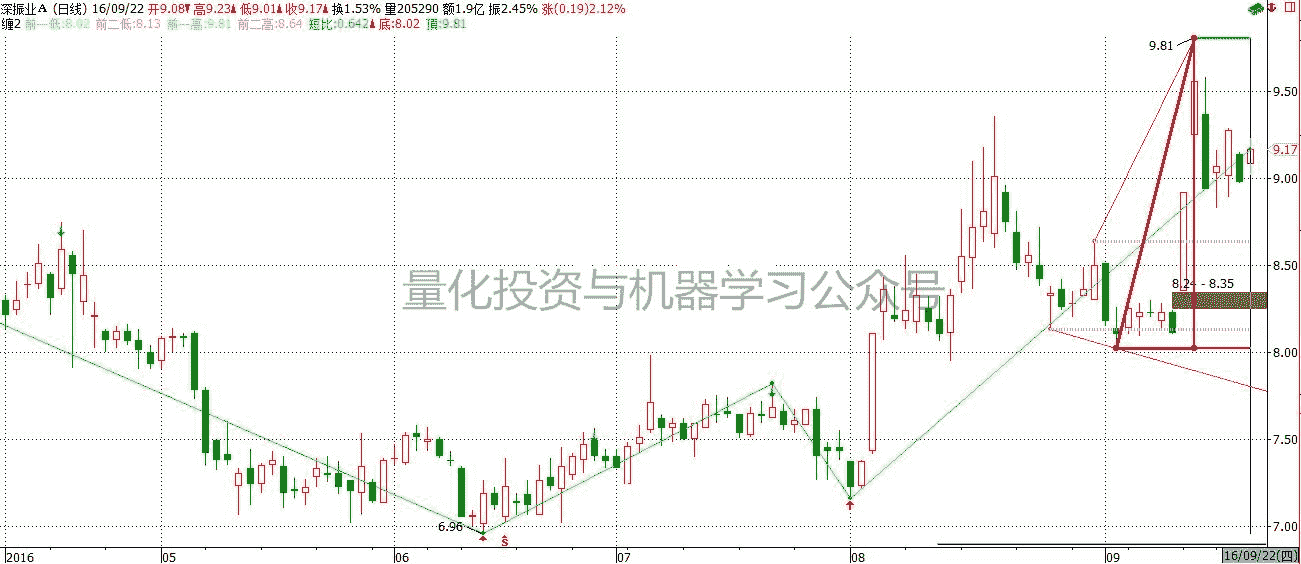 深振业A (日线) 16/09/22 开9.08 高9.23 低9.01 收9.17 换1.53% 量205290 额1.9亿 振2.45% 涨(0.19)2.12%
缠2 前一低:8.02 前二低:8.13 前一高:9.81 前二高:8.64 短比:0.642 底:8.02 頂:9.81
9.81
9.50
9.17
9.00
8.50
8.24 - 8.35
量化投资与机器学习公众号
8.00
7.50
6.96
7.00
S
2016 05 06 07 08 09 16/09/22(四)